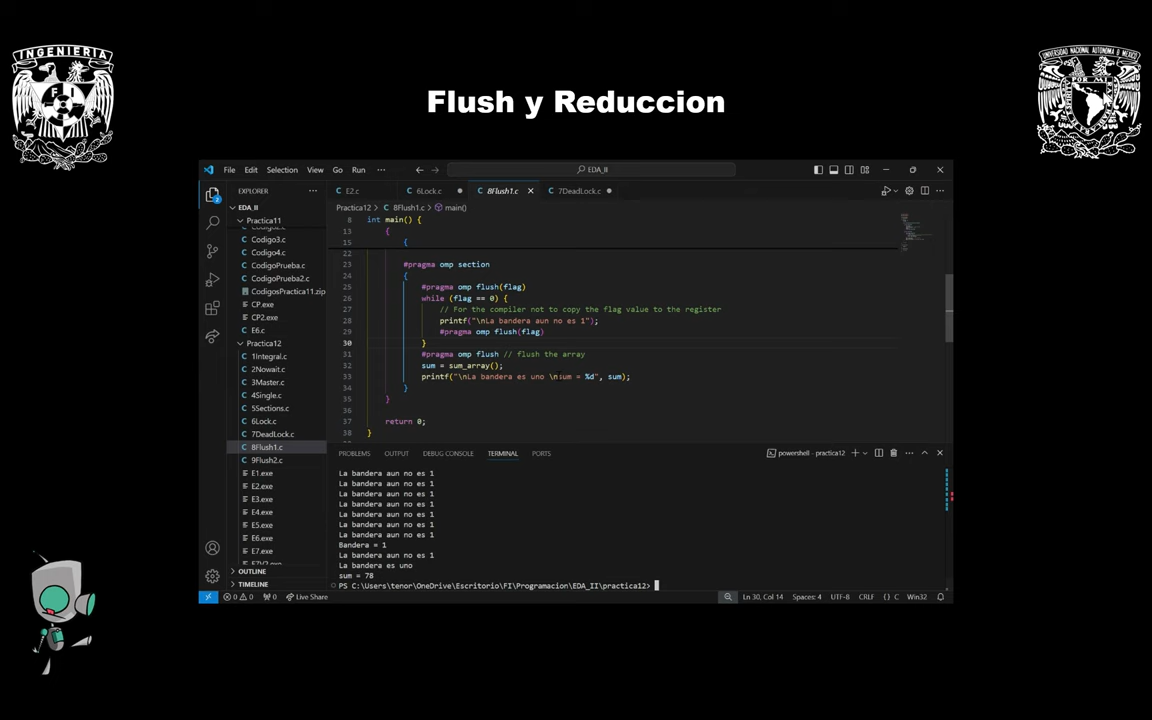 INGENIERIA
Flush y Reduccion
File Edit Selection View Go Run ···
EDA_II
EXPLORER ···
E2.c
6Lock.c
8Flush1.c
7DeadLock.c
EDA_II
Practica12 > 8Flush1.c > main()
Practica11
Codigo3.c
Codigo4.c
CodigoPrueba.c
CodigoPrueba2.c
CodigosPractica11.zip
CP.exe
CP2.exe
E6.c
Practica12
1Integral.c
2Nowait.c
3Master.c
4Single.c
5Sections.c
6Lock.c
7DeadLock.c
8Flush1.c
9Flush2.c
E1.exe
E2.exe
E3.exe
E4.exe
E5.exe
E6.exe
E7.exe
OUTLINE
TIMELINE
8 int main() {
13 {
15 {
22
23 #pragma omp section
24 {
25 #pragma omp flush(flag)
26 while (flag == 0) {
27 // For the compiler not to copy the flag value to the register
28 printf("\nLa bandera aun no es 1");
29 #pragma omp flush(flag)
30 }
31 #pragma omp flush // flush the array
32 sum = sum_array();
33 printf("\nLa bandera es uno \nsum = %d", sum);
34 }
35 }
36
37 return 0;
38 }
PROBLEMS OUTPUT DEBUG CONSOLE TERMINAL PORTS
powershell - practica12
La bandera aun no es 1
La bandera aun no es 1
La bandera aun no es 1
La bandera aun no es 1
La bandera aun no es 1
La bandera aun no es 1
La bandera aun no es 1
Bandera = 1
La bandera aun no es 1
La bandera es uno
sum = 78
PS C:\Users\tenor\OneDrive\Escritorio\FI\Programacion\EDA_II\practica12>
0 0 0 Live Share
Ln 30, Col 14 Spaces: 4 UTF-8 CRLF {} C Win32